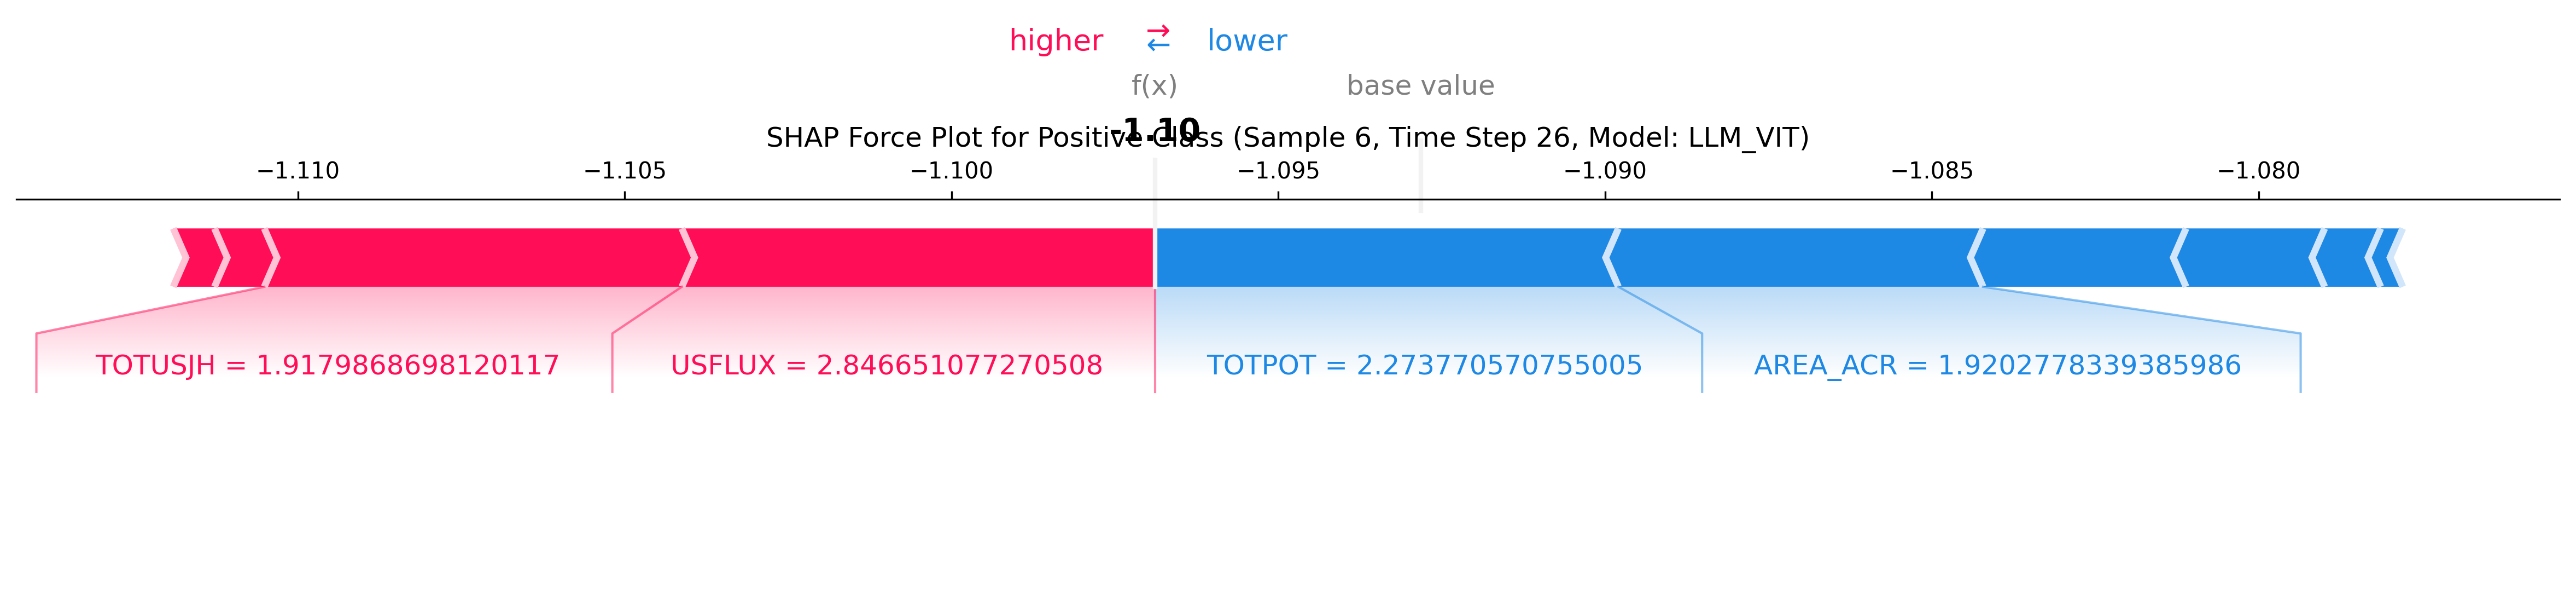 higher ⇄ lower
f(x) base value
-1.10
SHAP Force Plot for Positive Class (Sample 6, Time Step 26, Model: LLM_VIT)
−1.110 −1.105 −1.100 −1.095 −1.090 −1.085 −1.080
TOTUSJH = 1.9179868698120117 USFLUX = 2.846651077270508 TOTPOT = 2.273770570755005 AREA_ACR = 1.9202778339385986